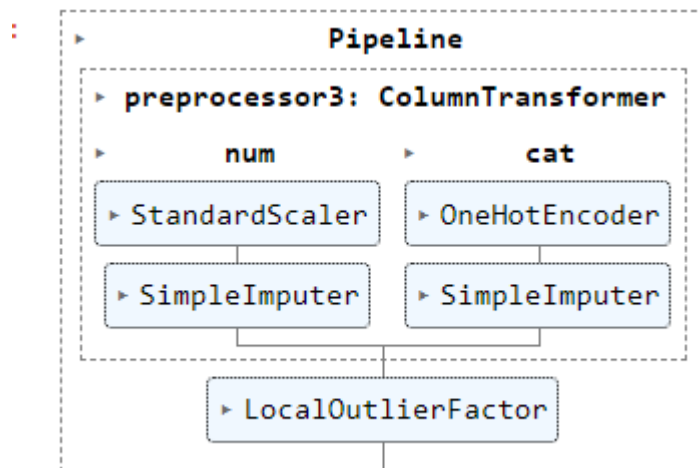 :
Pipeline
preprocessor3: ColumnTransformer
num cat
StandardScaler OneHotEncoder
SimpleImputer SimpleImputer
LocalOutlierFactor